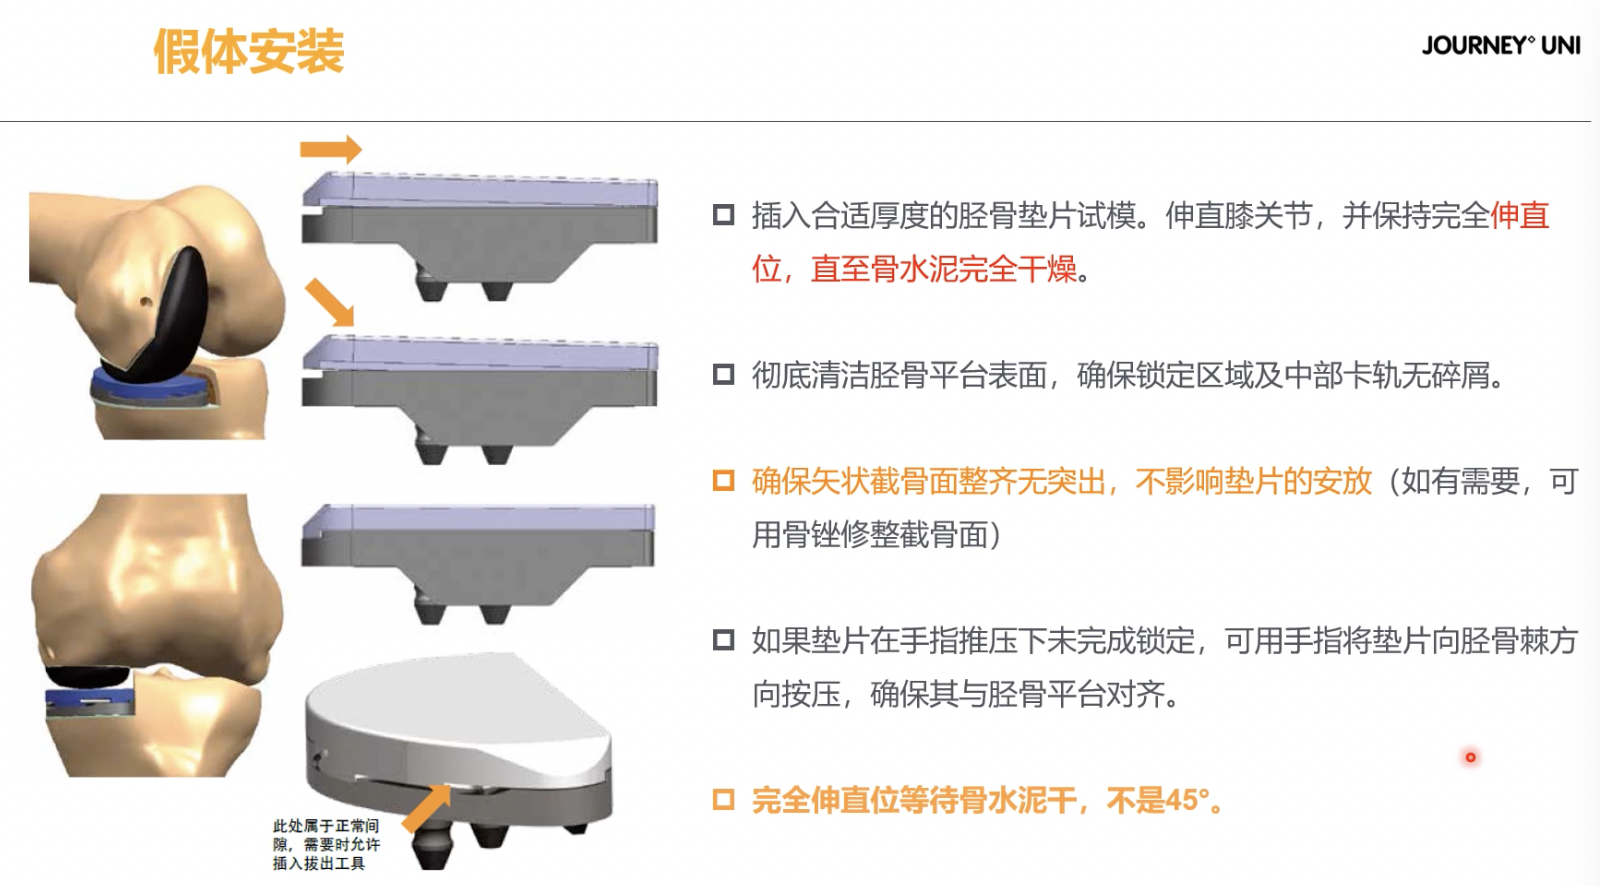 假体安装
JOURNEY° UNI
插入合适厚度的胫骨垫片试模。伸直膝关节，并保持完全伸直
位，直至骨水泥完全干燥。
彻底清洁胫骨平台表面，确保锁定区域及中部卡轨无碎屑。
确保矢状截骨面整齐无突出，不影响垫片的安放（如有需要，可
用骨锉修整截骨面）
如果垫片在手指推压下未完成锁定，可用手指将垫片向胫骨棘方
向按压，确保其与胫骨平台对齐。
完全伸直位等待骨水泥干，不是45°。
此处属于正常间
隙，需要时允许
插入拔出工具